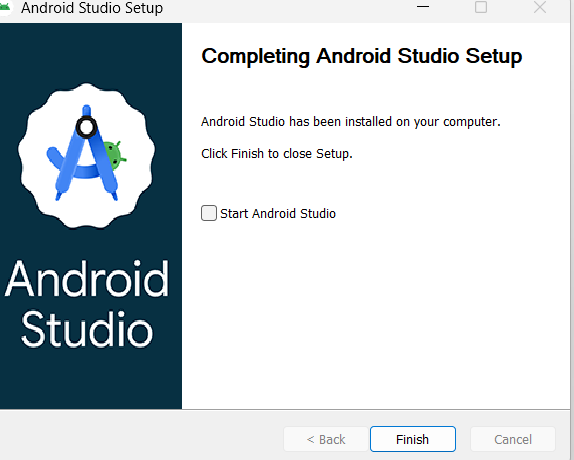 Android Studio Setup
Completing Android Studio Setup
Android Studio has been installed on your computer.
Click Finish to close Setup.
Start Android Studio
Android
Studio
< Back
Finish
Cancel